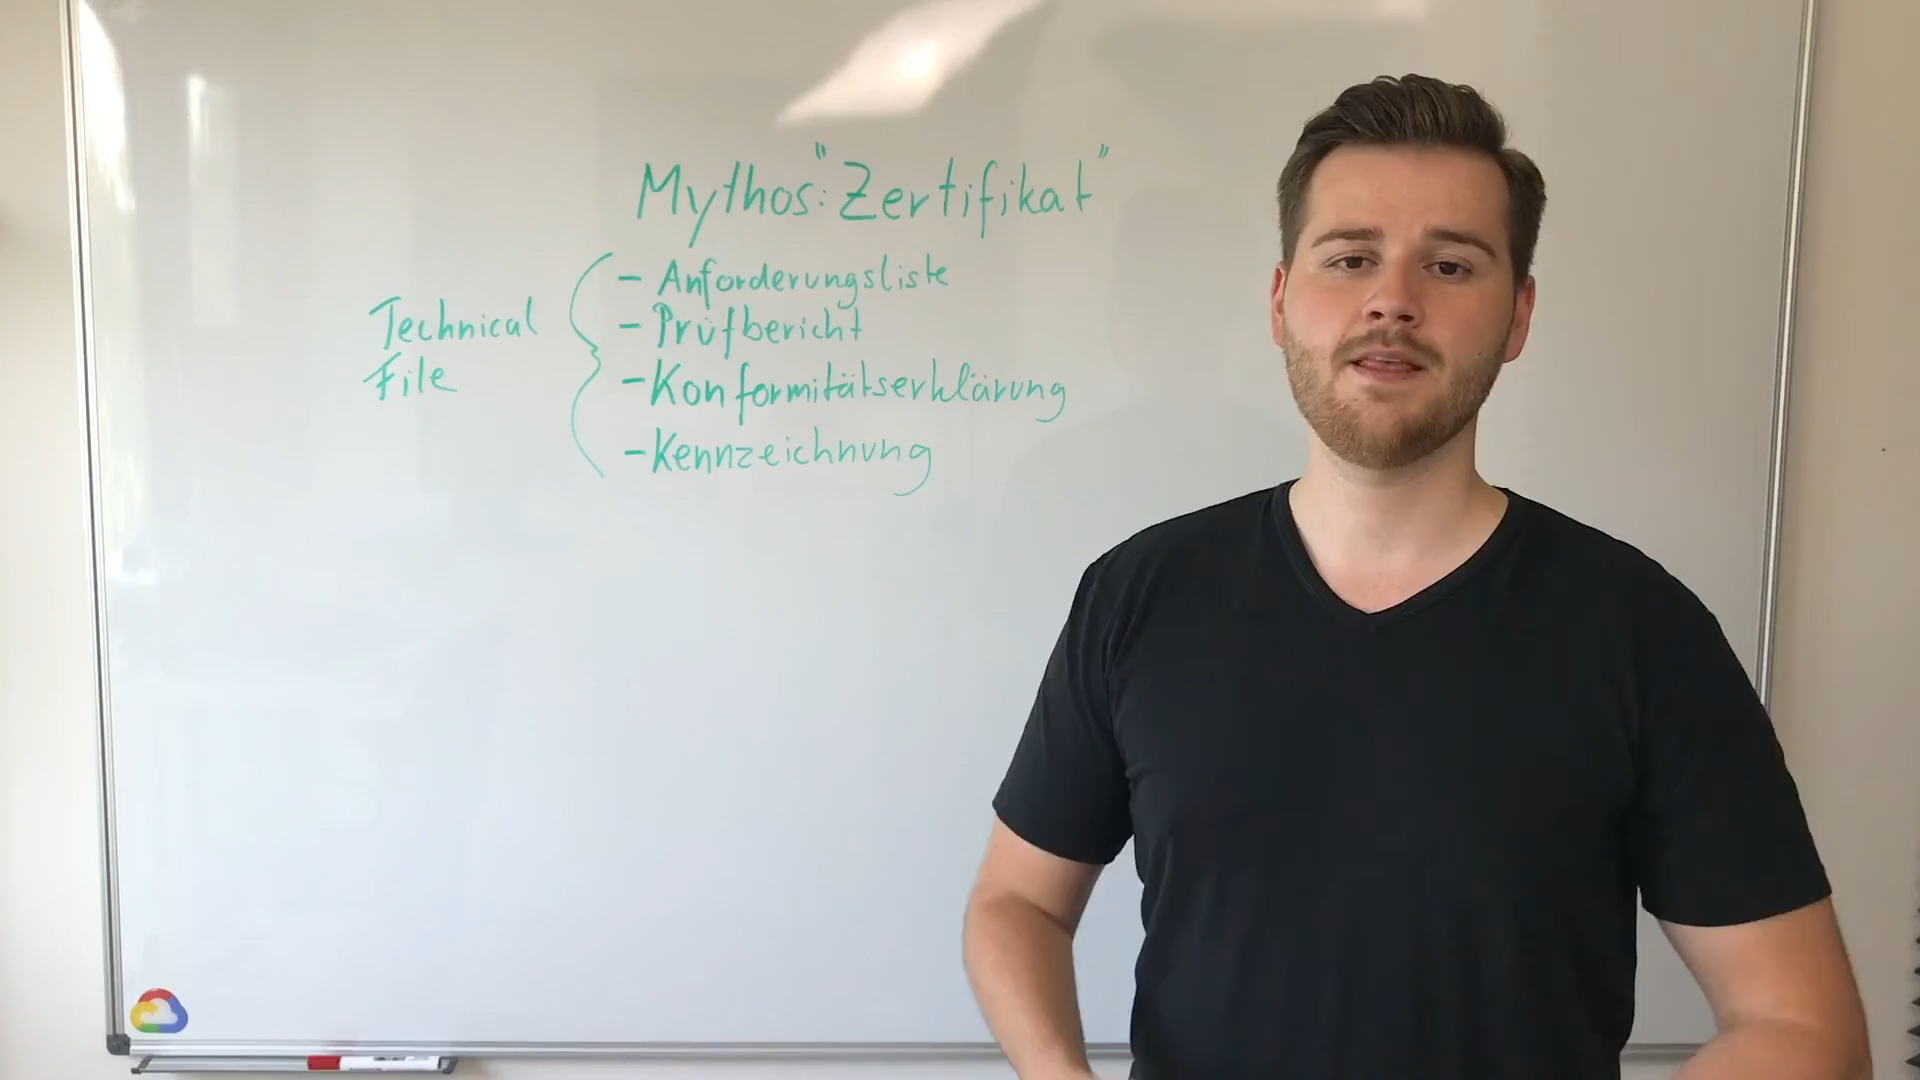 Mythos: "Zertifikat"
Technical
File
- Anforderungsliste
- Prüfbericht
- Konformitätserklärung
- Kennzeichnung